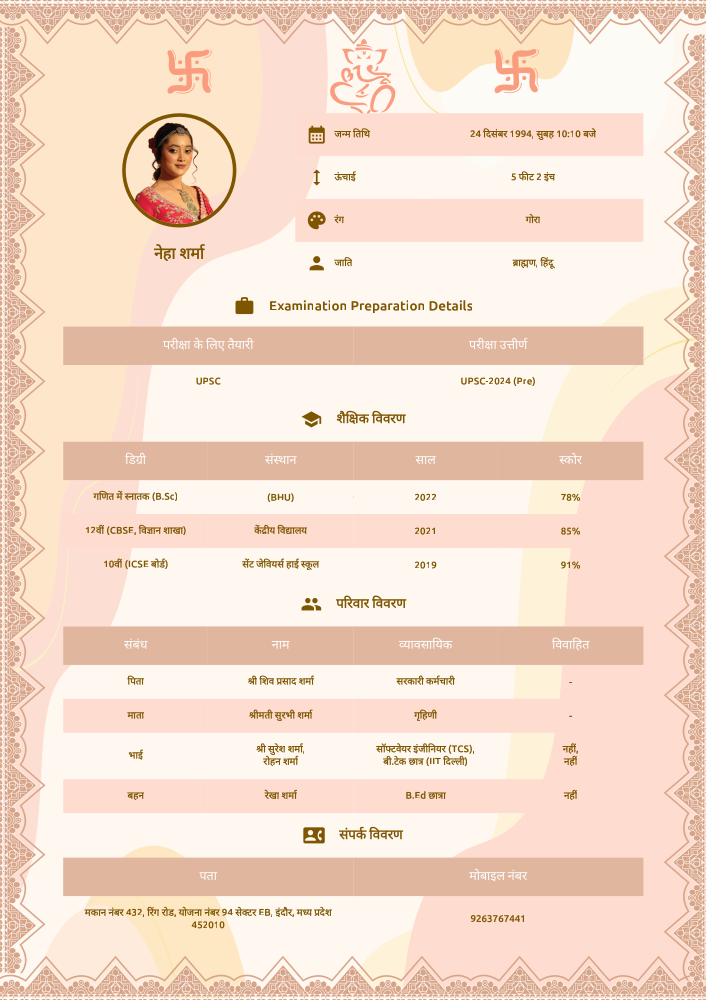 जन्म तिथि 24 दिसंबर 1994, सुबह 10:10 बजे
ऊंचाई 5 फीट 2 इंच
रंग गोरा
नेहा शर्मा
जाति ब्राह्मण, हिंदू
Examination Preparation Details
परीक्षा के लिए तैयारी परीक्षा उत्तीर्ण
UPSC UPSC-2024 (Pre)
शैक्षिक विवरण
डिग्री संस्थान साल स्कोर
गणित में स्नातक (B.Sc) (BHU) 2022 78%
12वीं (CBSE, विज्ञान शाखा) केंद्रीय विद्यालय 2021 85%
10वीं (ICSE बोर्ड) सेंट जेवियर्स हाई स्कूल 2019 91%
परिवार विवरण
संबंध नाम व्यावसायिक विवाहित
पिता श्री शिव प्रसाद शर्मा सरकारी कर्मचारी -
माता श्रीमती सुरभी शर्मा गृहिणी -
भाई श्री सुरेश शर्मा, सॉफ्टवेयर इंजीनियर (TCS), नहीं,
रोहन शर्मा बी.टेक छात्र (IIT दिल्ली) नहीं
बहन रेखा शर्मा B.Ed छात्रा नहीं
संपर्क विवरण
पता मोबाइल नंबर
मकान नंबर 432, रिंग रोड, योजना नंबर 94 सेक्टर EB, इंदौर, मध्य प्रदेश
452010 9263767441